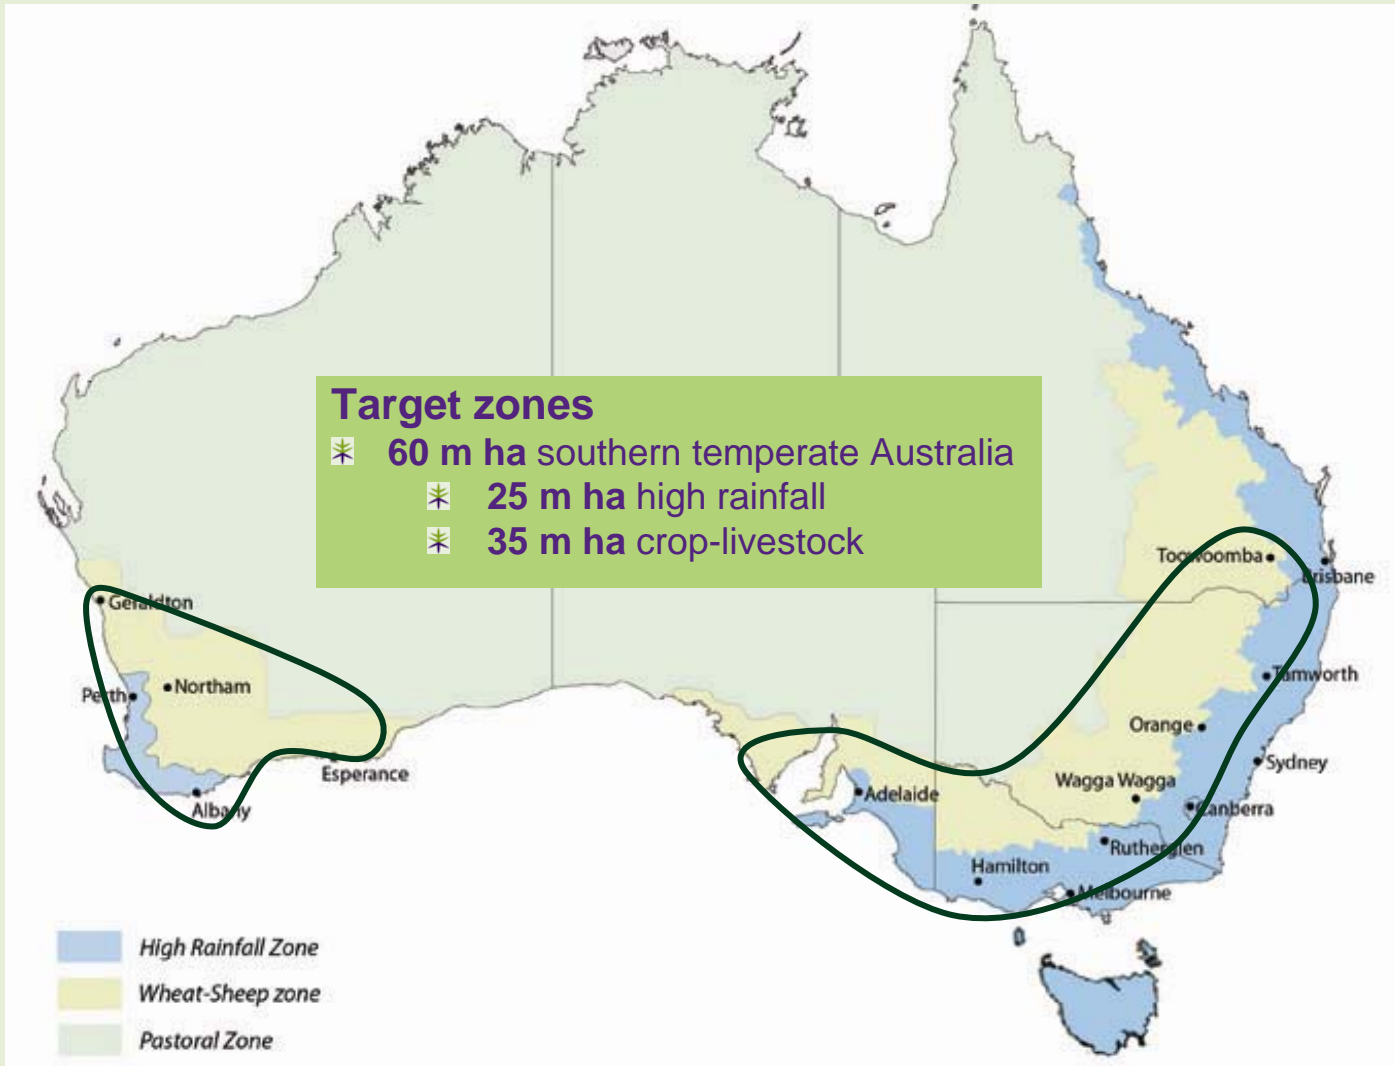 Target zones
60 m ha southern temperate Australia
25 m ha high rainfall
35 m ha crop-livestock
Toowoomba
Brisbane
Geraldton
Perth
Northam
Tamworth
Orange
Sydney
Esperance
Wagga Wagga
Adelaide
Albany
Canberra
Rutherglen
Hamilton
Melbourne
High Rainfall Zone
Wheat-Sheep zone
Pastoral Zone